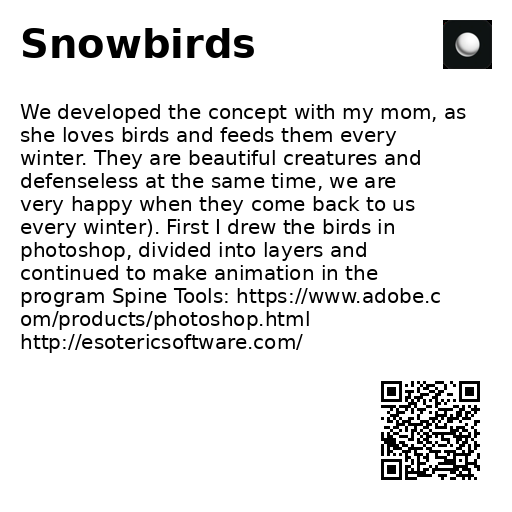 Snowbirds
We developed the concept with my mom, as
she loves birds and feeds them every
winter. They are beautiful creatures and
defenseless at the same time, we are
very happy when they come back to us
every winter). First I drew the birds in
photoshop, divided into layers and
continued to make animation in the
program Spine Tools: https://www.adobe.c
om/products/photoshop.html
http://esotericsoftware.com/